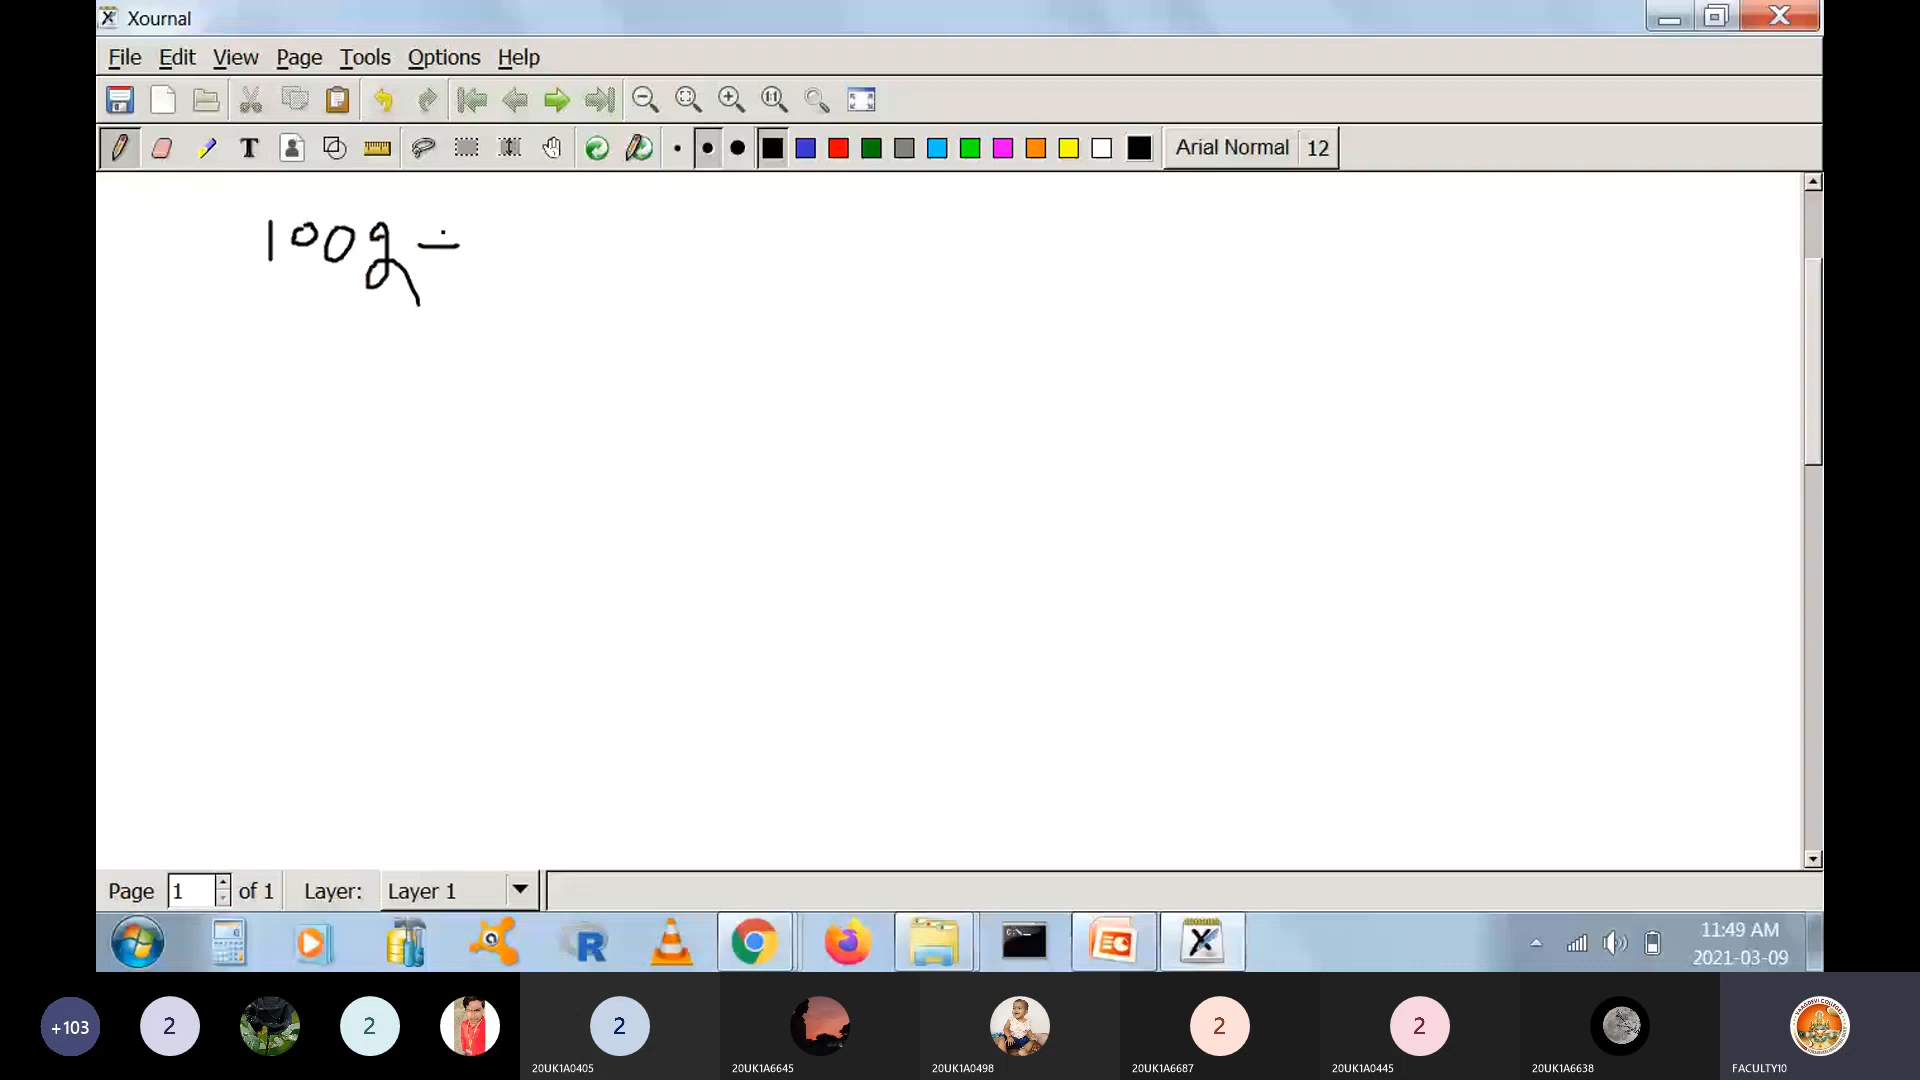 Xournal
File Edit View Page Tools Options Help
Arial Normal 12
100g ÷
Page 1 of 1 Layer: Layer 1
11:49 AM
2021-03-09
+103 2 2 2 2 2
20UK1A0405 20UK1A6645 20UK1A0498 20UK1A6687 20UK1A0445 20UK1A6638 FACULTY10